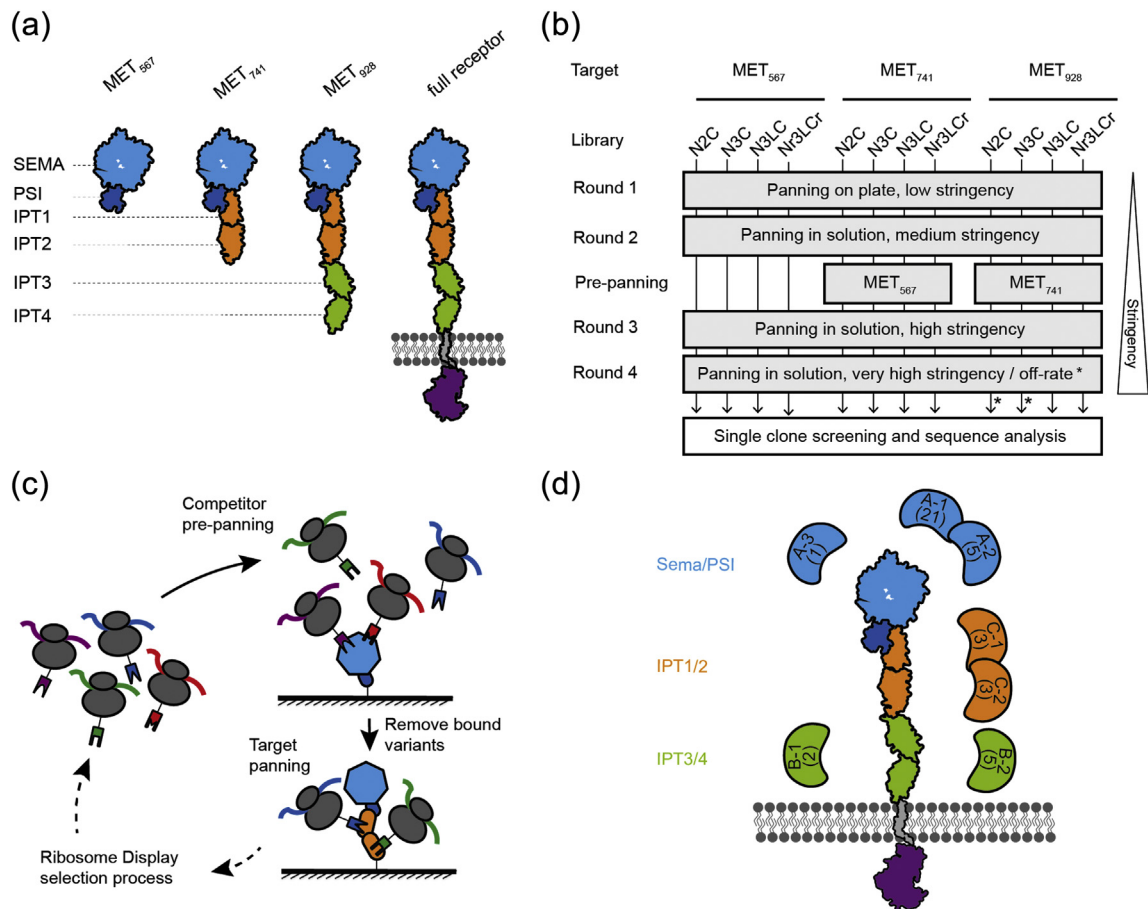 (a)
MET567
MET741
MET928
full receptor
SEMA
PSI
IPT1
IPT2
IPT3
IPT4
(b)
Target
MET567
MET741
MET928
Library
N2C
N3C
N3LC
Nr3LCr
N2C
N3C
N3LC
Nr3LCr
N2C
N3C
N3LC
Nr3LCr
Round 1
Panning on plate, low stringency
Round 2
Panning in solution, medium stringency
Pre-panning
MET567
MET741
Round 3
Panning in solution, high stringency
Round 4
Panning in solution, very high stringency / off-rate *
* *
Single clone screening and sequence analysis
Stringency
(c)
Competitor
pre-panning
Remove bound
variants
Target
panning
Ribosome Display
selection process
(d)
Sema/PSI
IPT1/2
IPT3/4
A-3
(1)
A-1
(21)
A-2
(5)
C-1
(3)
C-2
(3)
B-1
(2)
B-2
(5)